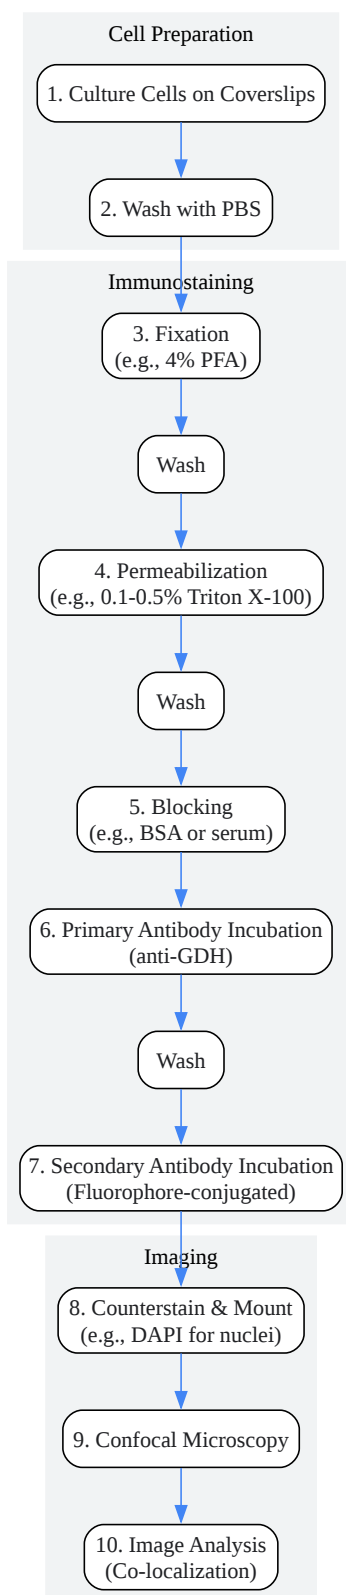 Cell Preparation
1. Culture Cells on Coverslips
2. Wash with PBS
Immunostaining
3. Fixation
(e.g., 4% PFA)
Wash
4. Permeabilization
(e.g., 0.1-0.5% Triton X-100)
Wash
5. Blocking
(e.g., BSA or serum)
6. Primary Antibody Incubation
(anti-GDH)
Wash
7. Secondary Antibody Incubation
(Fluorophore-conjugated)
Imaging
8. Counterstain & Mount
(e.g., DAPI for nuclei)
9. Confocal Microscopy
10. Image Analysis
(Co-localization)